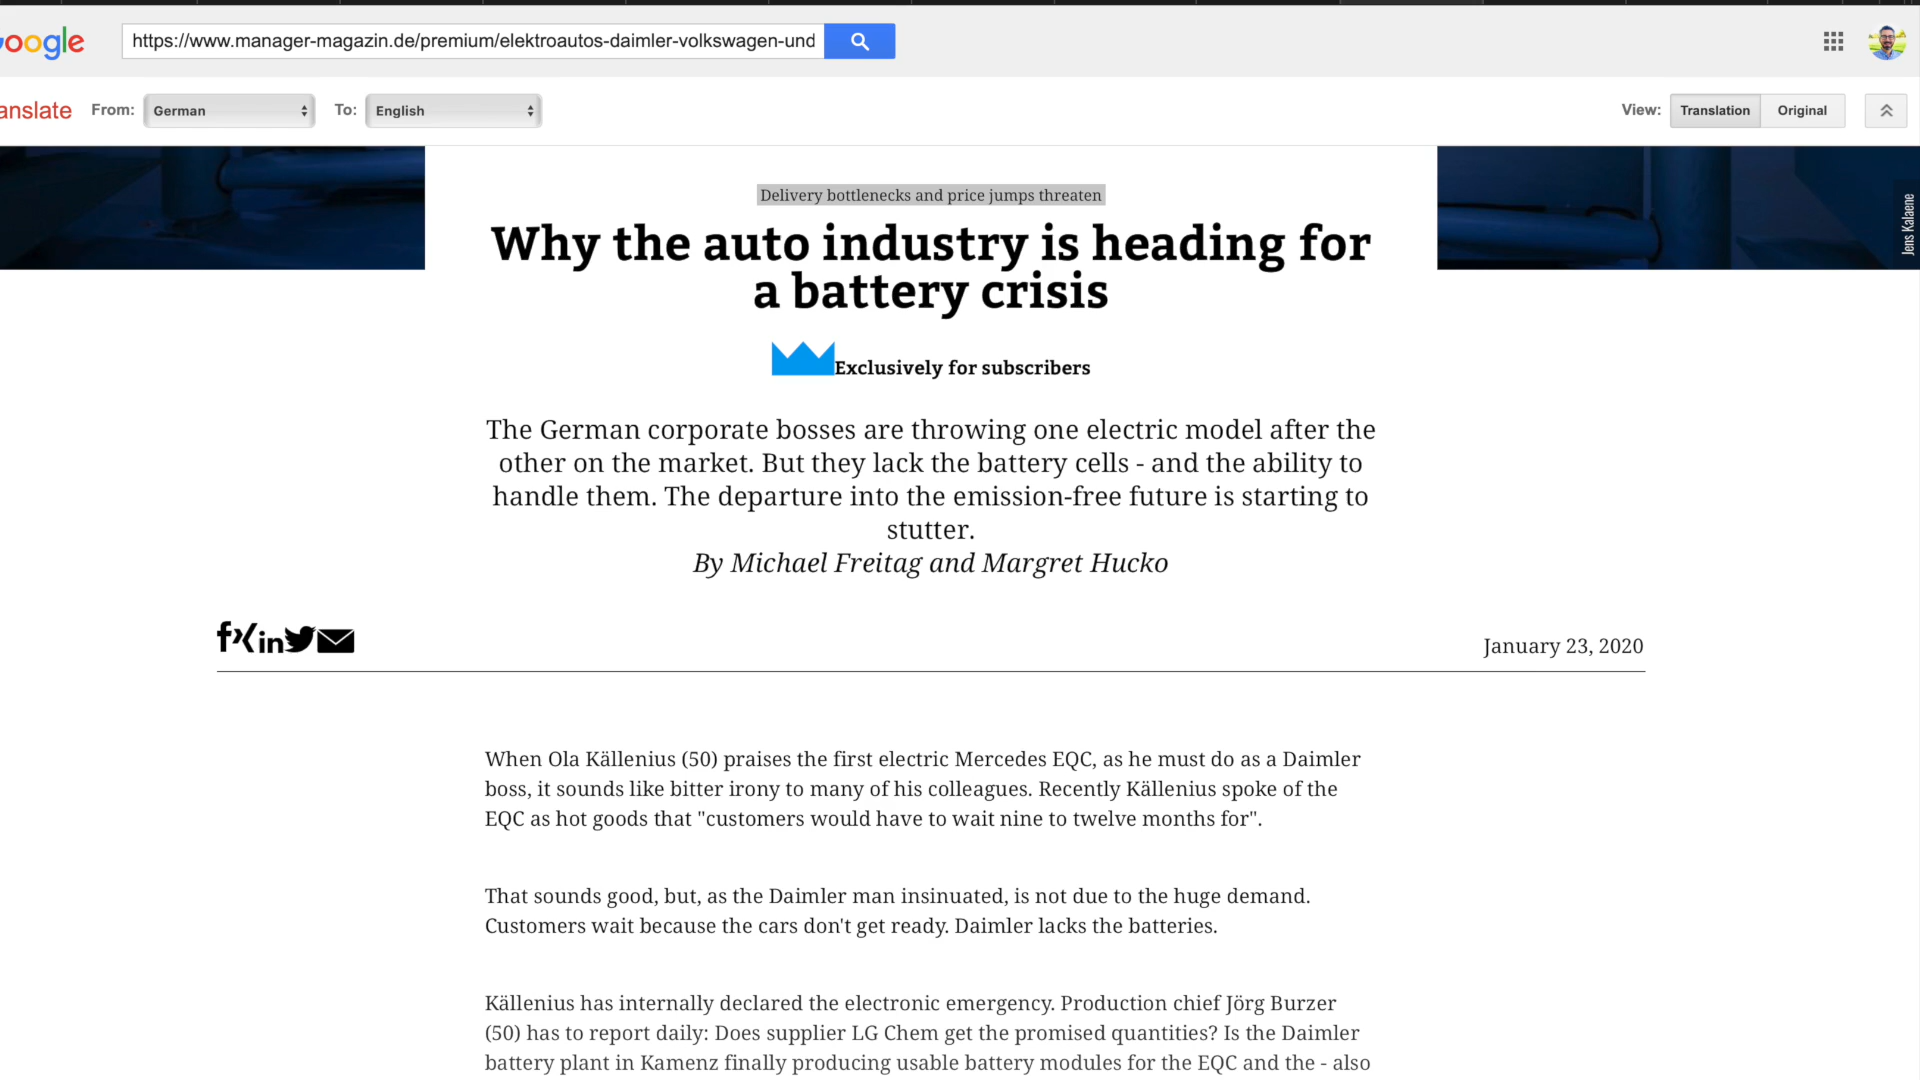 oogle
https://www.manager-magazin.de/premium/elektroautos-daimler-volkswagen-und
anslate From: German To: English View: Translation Original
Jens Kalaene
Delivery bottlenecks and price jumps threaten
Why the auto industry is heading for
a battery crisis
Exclusively for subscribers
The German corporate bosses are throwing one electric model after the
other on the market. But they lack the battery cells - and the ability to
handle them. The departure into the emission-free future is starting to
stutter.
By Michael Freitag and Margret Hucko
January 23, 2020
When Ola Källenius (50) praises the first electric Mercedes EQC, as he must do as a Daimler
boss, it sounds like bitter irony to many of his colleagues. Recently Källenius spoke of the
EQC as hot goods that "customers would have to wait nine to twelve months for".
That sounds good, but, as the Daimler man insinuated, is not due to the huge demand.
Customers wait because the cars don't get ready. Daimler lacks the batteries.
Källenius has internally declared the electronic emergency. Production chief Jörg Burzer
(50) has to report daily: Does supplier LG Chem get the promised quantities? Is the Daimler
battery plant in Kamenz finally producing usable battery modules for the EQC and the - also